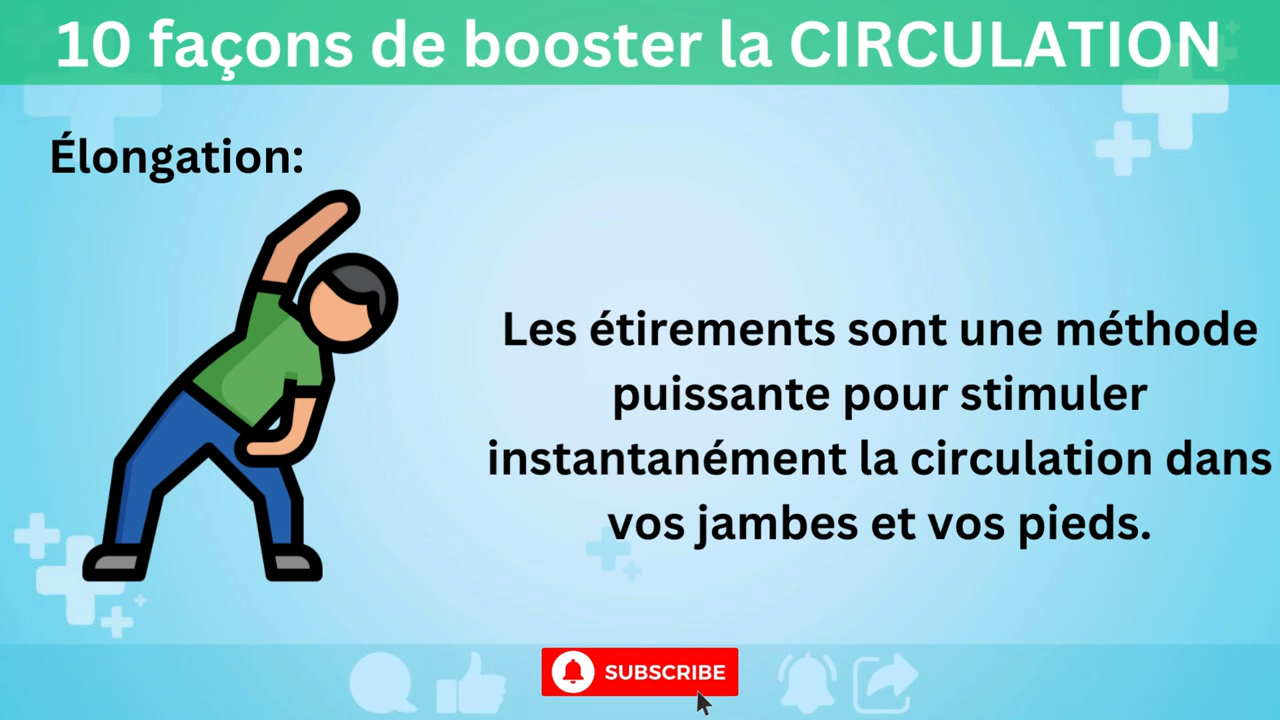 10 façons de booster la CIRCULATION
Élongation:
Les étirements sont une méthode
puissante pour stimuler
instantanément la circulation dans
vos jambes et vos pieds.
SUBSCRIBE